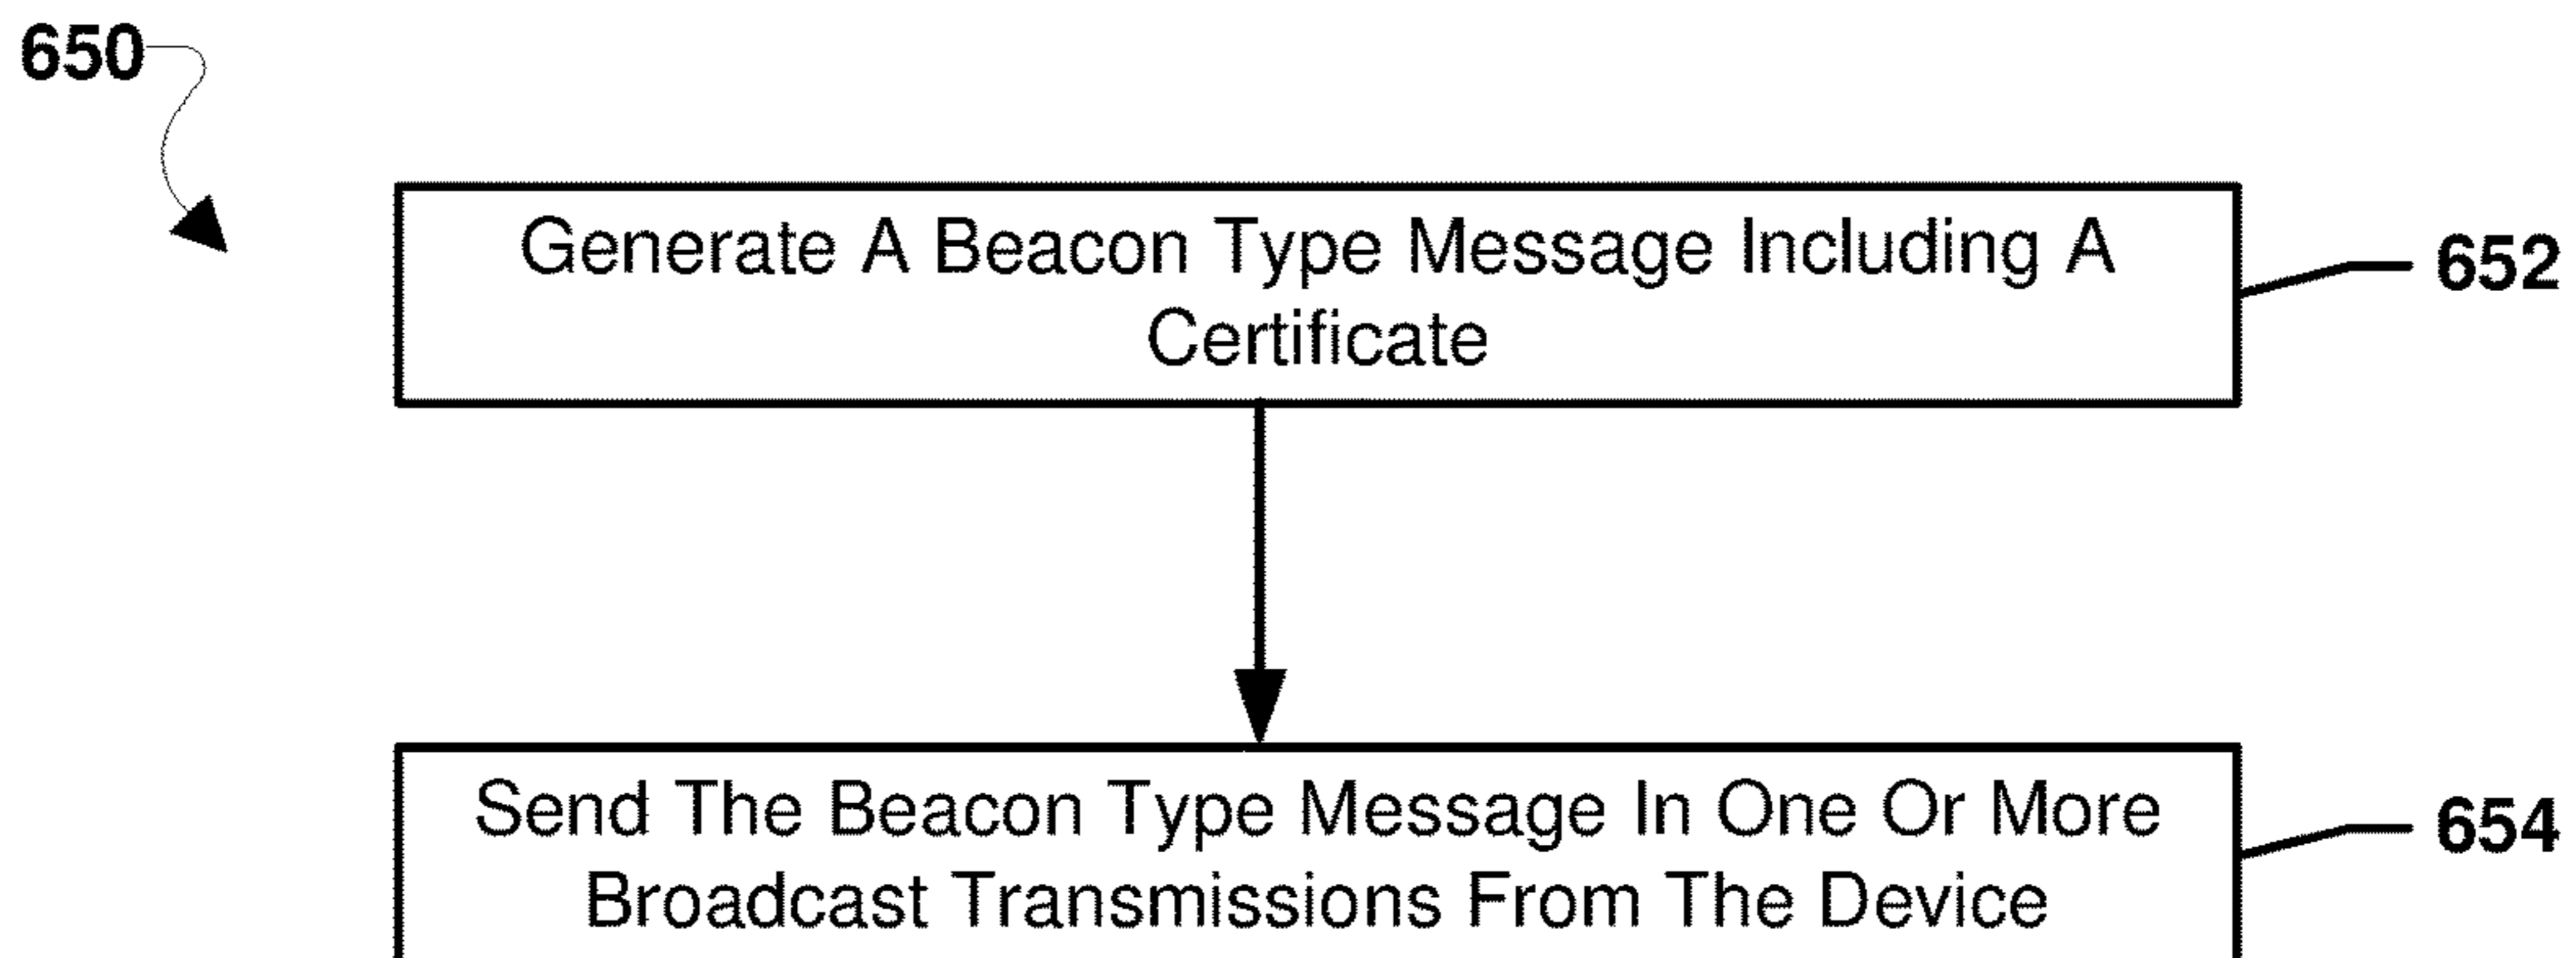 650
Generate A Beacon Type Message Including A
Certificate
652
Send The Beacon Type Message In One Or More
Broadcast Transmissions From The Device
654